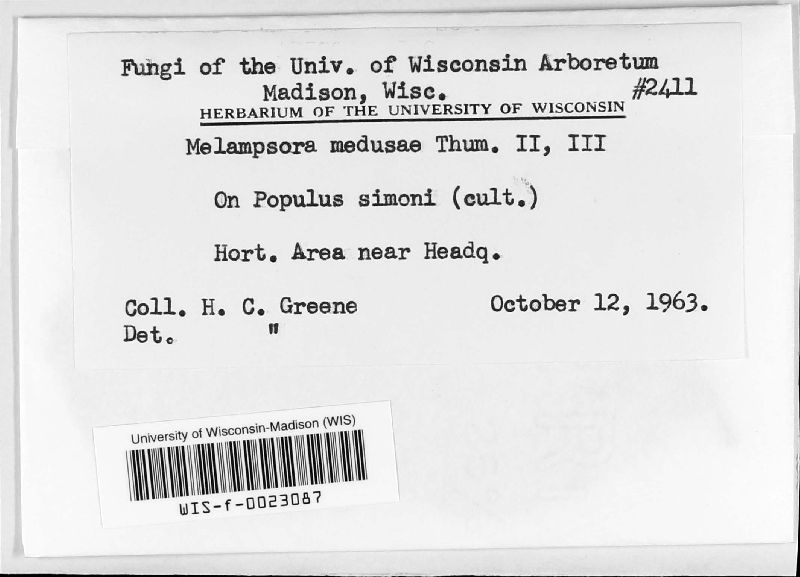 Fungi of the Univ. of Wisconsin Arboretum
Madison, Wisc. #2411
HERBARIUM OF THE UNIVERSITY OF WISCONSIN
Melampsora medusae Thum. II, III
On Populus simoni (cult.)
Hort. Area near Headq.
Coll. H. C. Greene October 12, 1963.
Det. "
University of Wisconsin-Madison (WIS)
WIS-f-0023087